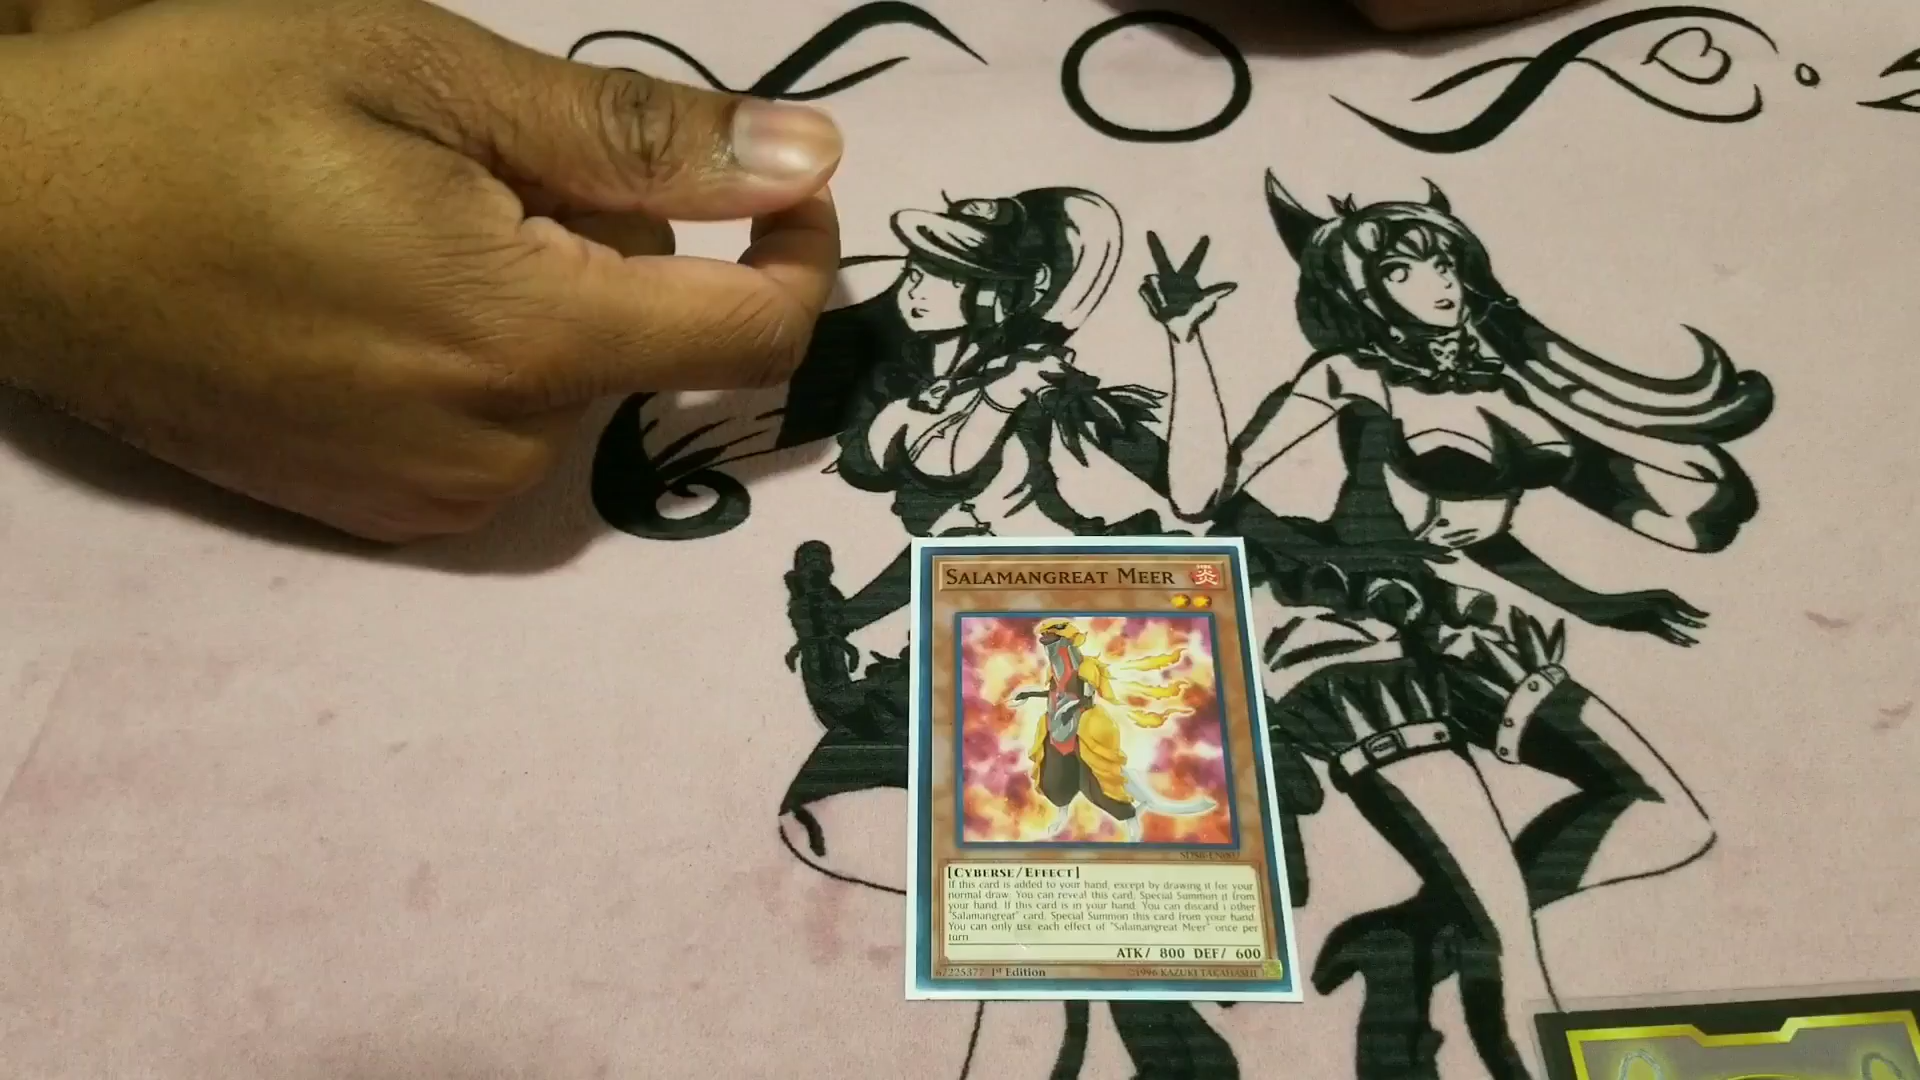 SALAMANGREAT MEER 炎
[CYBERSE/EFFECT]
If this card is added to your hand, except by drawing it for your
normal draw: You can reveal this card; Special Summon it from
your hand. If this card is in your hand: You can discard 1 other
"Salamangreat" card; Special Summon this card from your hand.
You can only use each effect of "Salamangreat Meer" once per
turn.
ATK/ 800 DEF/ 600
67225377 1st Edition ©1996 KAZUKI TAKAHASHI